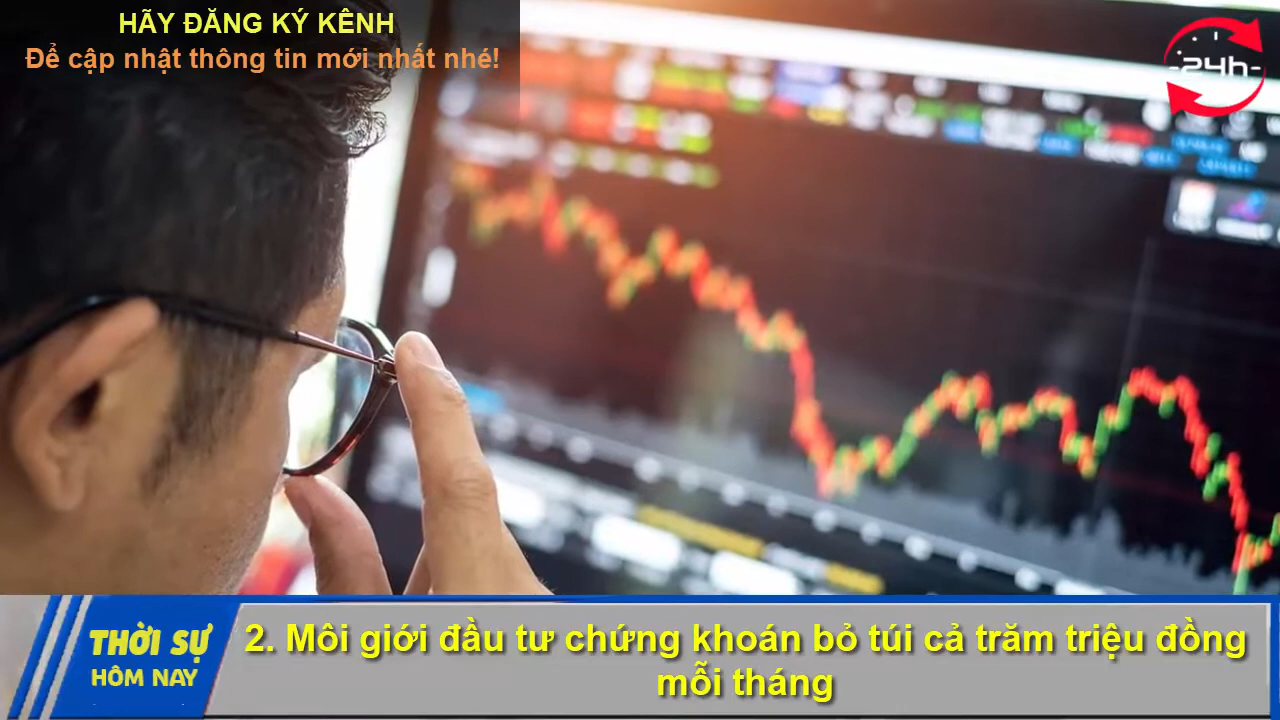 HÃY ĐĂNG KÝ KÊNH
Để cập nhật thông tin mới nhất nhé!
24h
THỜI SỰ
HÔM NAY
2. Môi giới đầu tư chứng khoán bỏ túi cả trăm triệu đồng
mỗi tháng